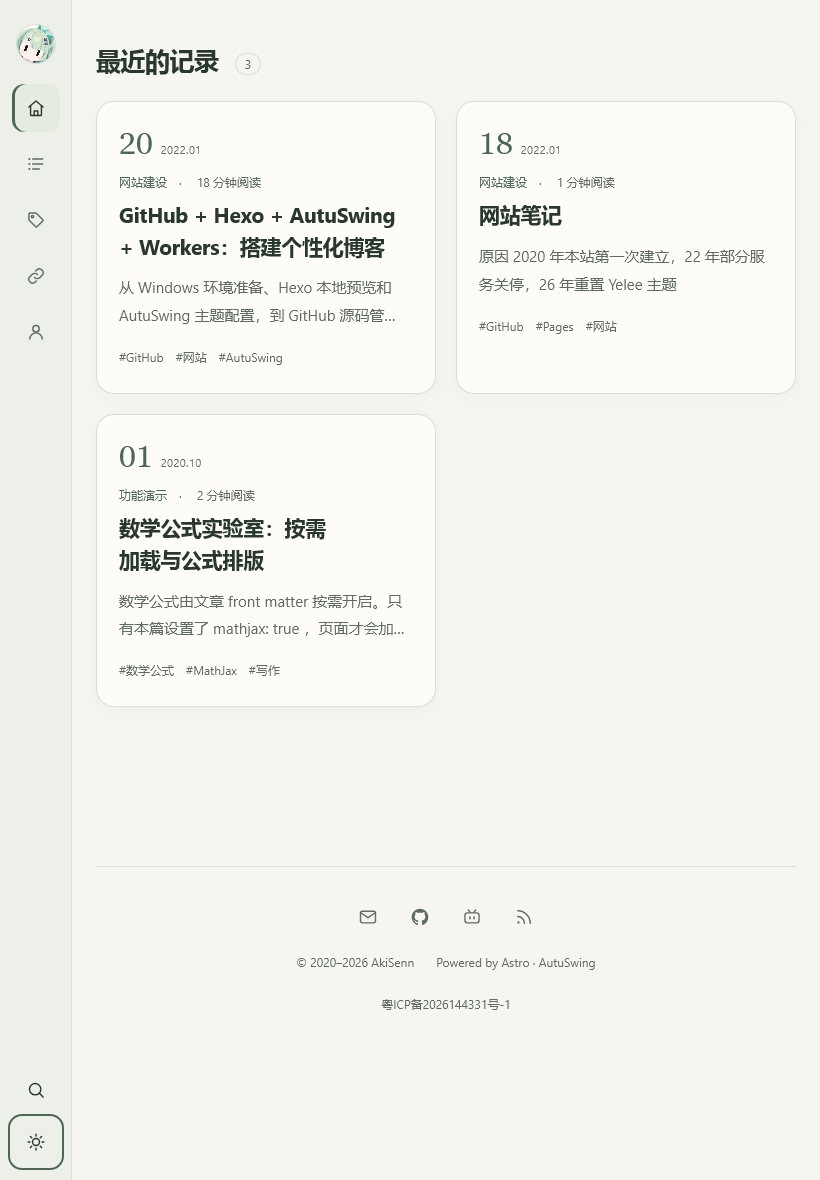 最近的记录 3
20 2022.01
网站建设 · 18 分钟阅读
GitHub + Hexo + AutuSwing
+ Workers：搭建个性化博客
从 Windows 环境准备、Hexo 本地预览和
AutuSwing 主题配置，到 GitHub 源码管...
#GitHub #网站 #AutuSwing
18 2022.01
网站建设 · 1 分钟阅读
网站笔记
原因 2020 年本站第一次建立，22 年部分服
务关停，26 年重置 Yelee 主题
#GitHub #Pages #网站
01 2020.10
功能演示 · 2 分钟阅读
数学公式实验室：按需
加载与公式排版
数学公式由文章 front matter 按需开启。只
有本篇设置了 mathjax: true ，页面才会加...
#数学公式 #MathJax #写作
© 2020–2026 AkiSenn Powered by Astro · AutuSwing
粤ICP备2026144331号-1